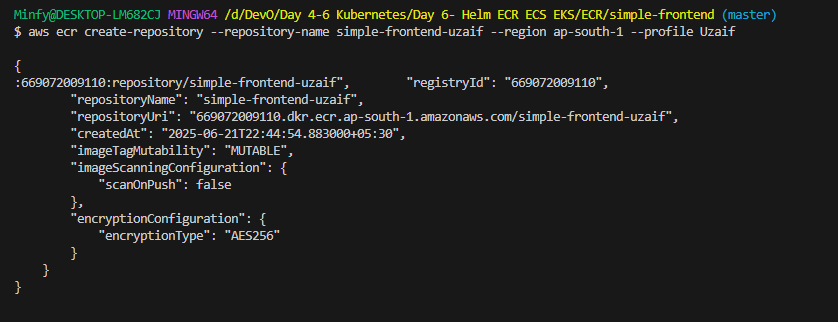 Minfy@DESKTOP-LM682CJ MINGW64 /d/DevO/Day 4-6 Kubernetes/Day 6- Helm ECR ECS EKS/ECR/simple-frontend (master)
$ aws ecr create-repository --repository-name simple-frontend-uzaif --region ap-south-1 --profile Uzaif
{
:669072009110:repository/simple-frontend-uzaif",        "registryId": "669072009110",
        "repositoryName": "simple-frontend-uzaif",
        "repositoryUri": "669072009110.dkr.ecr.ap-south-1.amazonaws.com/simple-frontend-uzaif",
        "createdAt": "2025-06-21T22:44:54.883000+05:30",
        "imageTagMutability": "MUTABLE",
        "imageScanningConfiguration": {
            "scanOnPush": false
        },
        "encryptionConfiguration": {
            "encryptionType": "AES256"
        }
    }
}